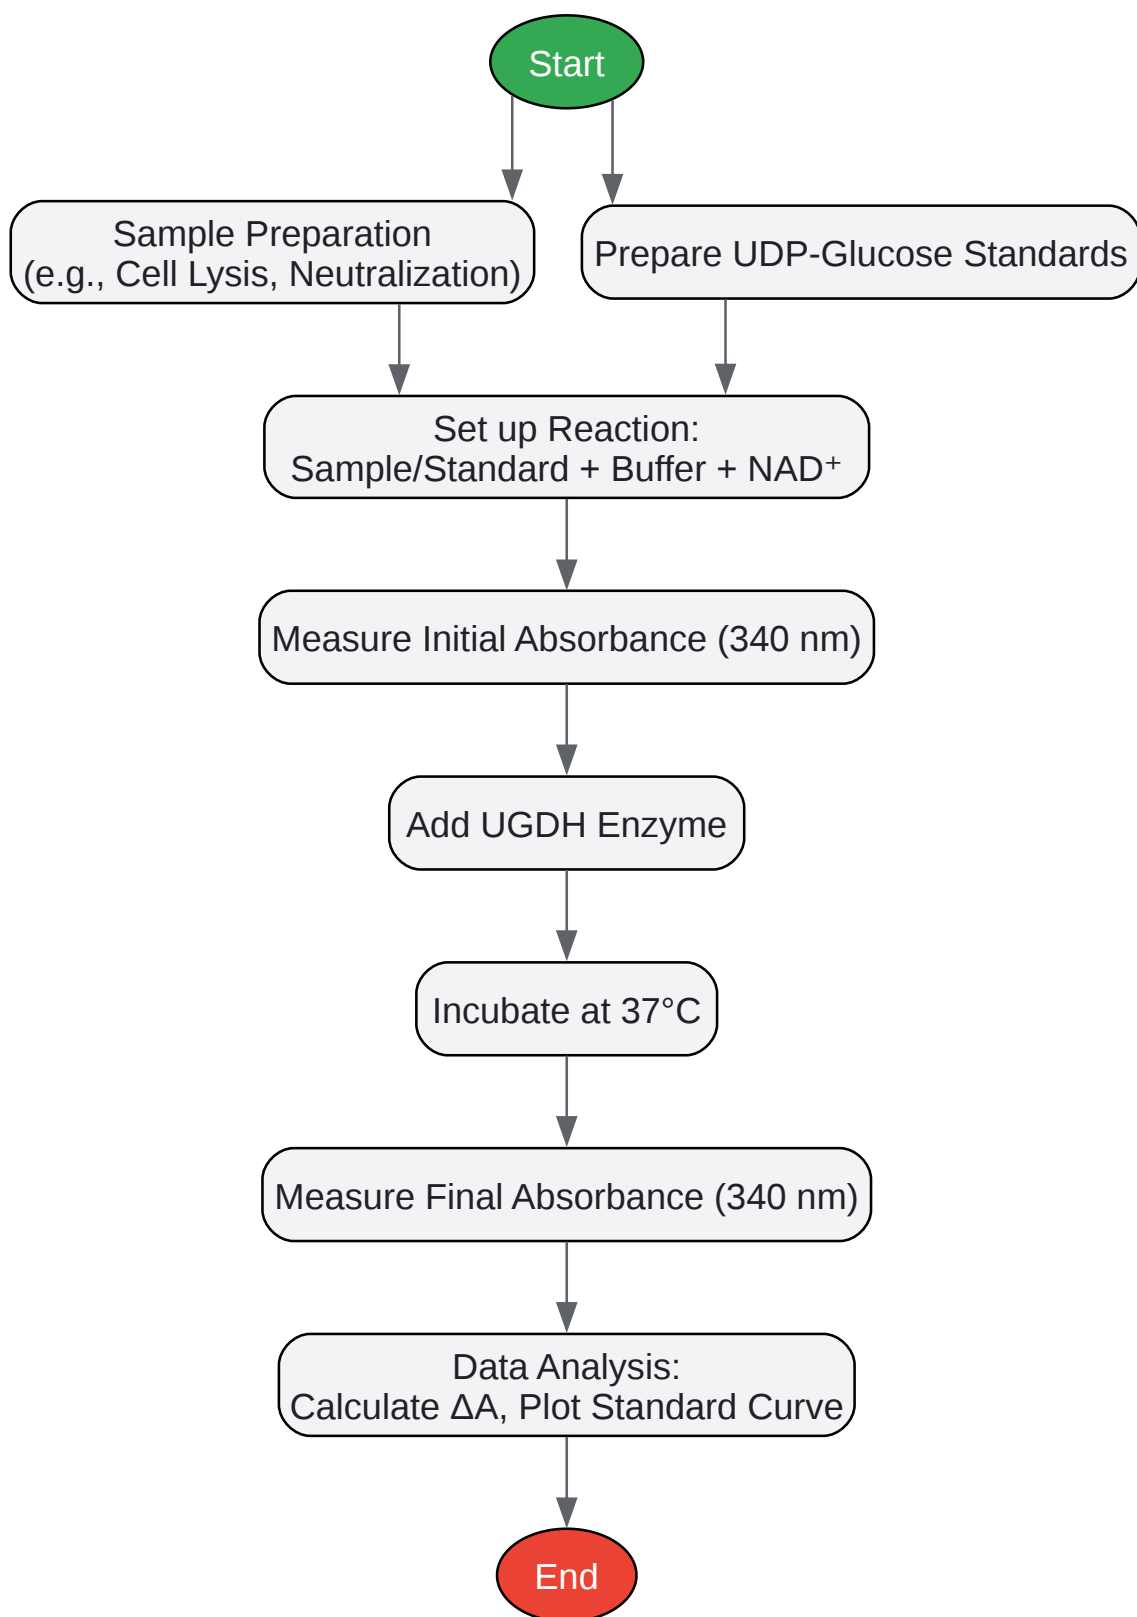 Start
Sample Preparation
(e.g., Cell Lysis, Neutralization)
Prepare UDP-Glucose Standards
Set up Reaction:
Sample/Standard + Buffer + NAD⁺
Measure Initial Absorbance (340 nm)
Add UGDH Enzyme
Incubate at 37°C
Measure Final Absorbance (340 nm)
Data Analysis:
Calculate ΔA, Plot Standard Curve
End